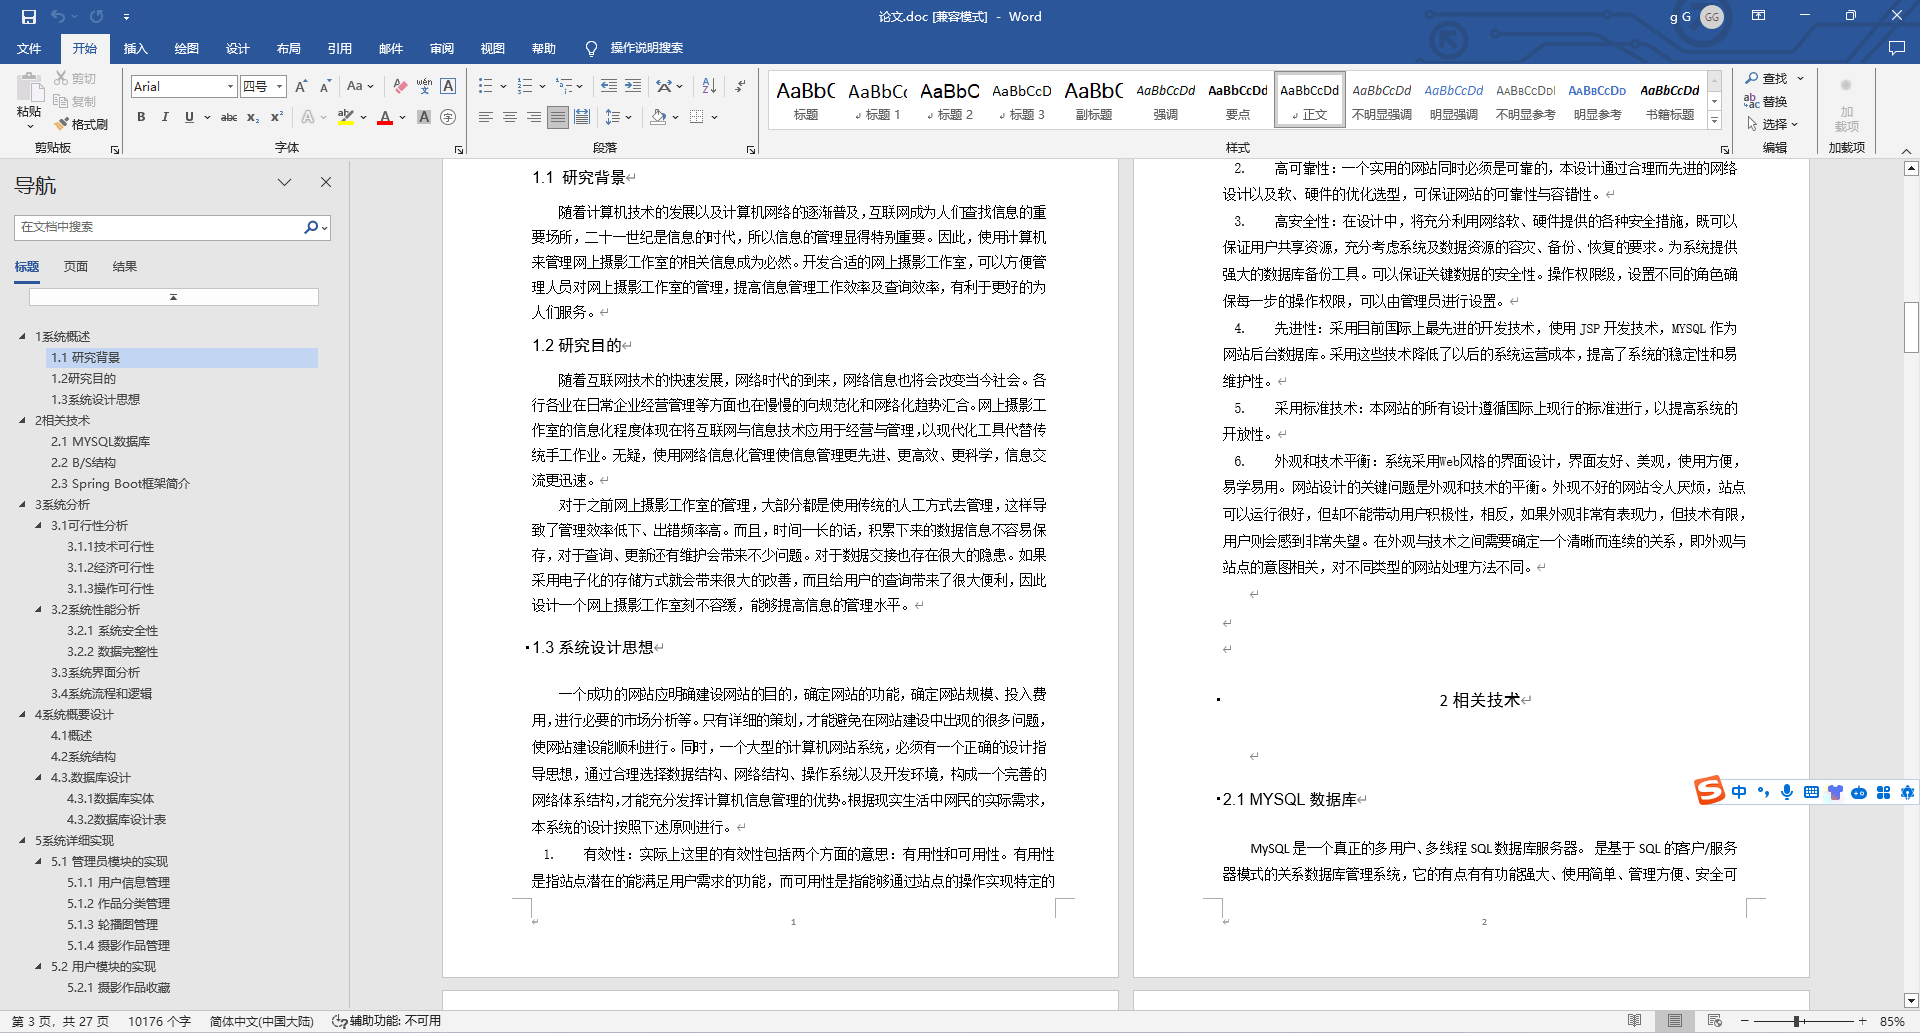 论文.doc [兼容模式] - Word
g G
GG
文件 开始 插入 绘图 设计 布局 引用 邮件 审阅 视图 帮助 操作说明搜索
粘贴
剪切
复制
格式刷
剪贴板
Arial 四号
字体
段落
AaBbC 标题
AaBbCc 标题 1
AaBbC 标题 2
AaBbCcD 标题 3
AaBbC 副标题
AaBbCcDd 强调
AaBbCcDd 要点
AaBbCcDd 正文
AaBbCcDd 不明显强调
AaBbCcDd 明显强调
AaBbCcDd 不明显参考
AaBbCcDd 明显参考
AaBbCcDd 书籍标题
样式
查找
替换
选择
编辑
加载项
加载项
导航
在文档中搜索
标题 页面 结果
1系统概述
1.1 研究背景
1.2研究目的
1.3系统设计思想
2相关技术
2.1 MYSQL数据库
2.2 B/S结构
2.3 Spring Boot框架简介
3系统分析
3.1可行性分析
3.1.1技术可行性
3.1.2经济可行性
3.1.3操作可行性
3.2系统性能分析
3.2.1 系统安全性
3.2.2 数据完整性
3.3系统界面分析
3.4系统流程和逻辑
4系统概要设计
4.1概述
4.2系统结构
4.3.数据库设计
4.3.1数据库实体
4.3.2数据库设计表
5系统详细实现
5.1 管理员模块的实现
5.1.1 用户信息管理
5.1.2 作品分类管理
5.1.3 轮播图管理
5.1.4 摄影作品管理
5.2 用户模块的实现
5.2.1 摄影作品收藏
1.1 研究背景
随着计算机技术的发展以及计算机网络的逐渐普及，互联网成为人们查找信息的重
要场所，二十一世纪是信息的时代，所以信息的管理显得特别重要。因此，使用计算机
来管理网上摄影工作室的相关信息成为必然。开发合适的网上摄影工作室，可以方便管
理人员对网上摄影工作室的管理，提高信息管理工作效率及查询效率，有利于更好的为
人们服务。
1.2 研究目的
随着互联网技术的快速发展，网络时代的到来，网络信息也将会改变当今社会。各
行各业在日常企业经营管理等方面也在慢慢的向规范化和网络化趋势汇合。网上摄影工
作室的信息化程度体现在将互联网与信息技术应用于经营与管理，以现代化工具代替传
统手工作业。无疑，使用网络信息化管理使信息管理更先进、更高效、更科学，信息交
流更迅速。
对于之前网上摄影工作室的管理，大部分都是使用传统的人工方式去管理，这样导
致了管理效率低下、出错频率高。而且，时间一长的话，积累下来的数据信息不容易保
存，对于查询、更新还有维护会带来不少问题。对于数据交接也存在很大的隐患。如果
采用电子化的存储方式就会带来很大的改善，而且给用户的查询带来了很大便利，因此
设计一个网上摄影工作室刻不容缓，能够提高信息的管理水平。
1.3 系统设计思想
一个成功的网站应明确建设网站的目的，确定网站的功能，确定网站规模、投入费
用，进行必要的市场分析等。只有详细的策划，才能避免在网站建设中出现的很多问题，
使网站建设能顺利进行。同时，一个大型的计算机网站系统，必须有一个正确的设计指
导思想，通过合理选择数据结构、网络结构、操作系统以及开发环境，构成一个完善的
网络体系结构，才能充分发挥计算机信息管理的优势。根据现实生活中网民的实际需求，
本系统的设计按照下述原则进行。
1. 有效性：实际上这里的有效性包括两个方面的意思：有用性和可用性。有用性
是指站点潜在的能满足用户需求的功能，而可用性是指能够通过站点的操作实现特定的
1
2. 高可靠性：一个实用的网站同时必须是可靠的，本设计通过合理而先进的网络
设计以及软、硬件的优化选型，可保证网站的可靠性与容错性。
3. 高安全性：在设计中，将充分利用网络软、硬件提供的各种安全措施，既可以
保证用户共享资源，充分考虑系统及数据资源的容灾、备份、恢复的要求。为系统提供
强大的数据库备份工具。可以保证关键数据的安全性。操作权限级，设置不同的角色确
保每一步的操作权限，可以由管理员进行设置。
4. 先进性：采用目前国际上最先进的开发技术，使用 JSP 开发技术，MYSQL 作为
网站后台数据库。采用这些技术降低了以后的系统运营成本，提高了系统的稳定性和易
维护性。
5. 采用标准技术：本网站的所有设计遵循国际上现行的标准进行，以提高系统的
开放性。
6. 外观和技术平衡：系统采用Web风格的界面设计，界面友好、美观，使用方便，
易学易用。网站设计的关键问题是外观和技术的平衡。外观不好的网站令人厌烦，站点
可以运行很好，但却不能带动用户积极性，相反，如果外观非常有表现力，但技术有限，
用户则会感到非常失望。在外观与技术之间需要确定一个清晰而连续的关系，即外观与
站点的意图相关，对不同类型的网站处理方法不同。
2 相关技术
2.1 MYSQL 数据库
MySQL 是一个真正的多用户、多线程 SQL 数据库服务器。 是基于 SQL 的客户/服务
器模式的关系数据库管理系统，它的有点有有功能强大、使用简单、管理方便、安全可
2
中
第 3 页，共 27 页 10176 个字 简体中文(中国大陆) 辅助功能: 不可用
85%